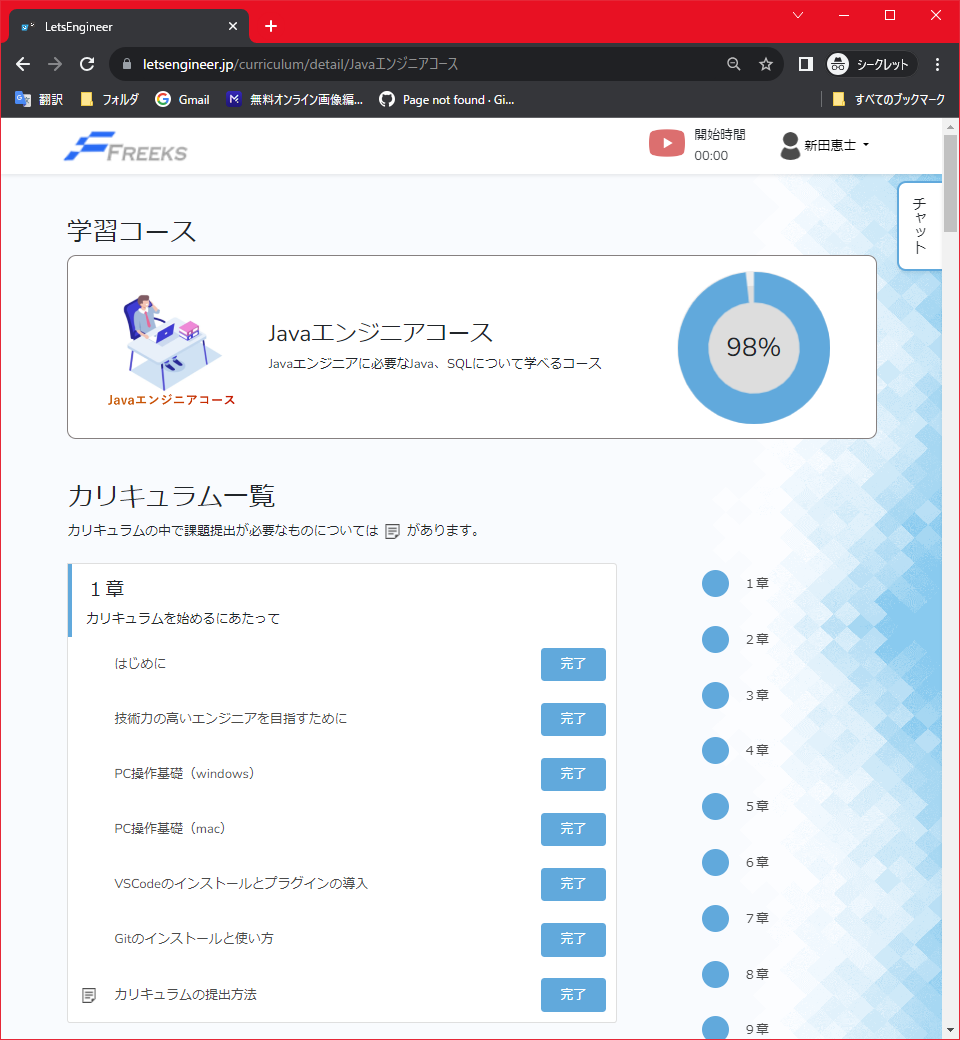 LetsEngineer
letsengineer.jp/curriculum/detail/Javaエンジニアコース
シークレット
翻訳 フォルダ Gmail 無料オンライン画像編... Page not found · Gi... すべてのブックマーク
FREEKS
開始時間
00:00
新田恵士
チャット
学習コース
Javaエンジニアコース
Javaエンジニアに必要なJava、SQLについて学べるコース
98%
Javaエンジニアコース
カリキュラム一覧
カリキュラムの中で課題提出が必要なものについては があります。
1章
カリキュラムを始めるにあたって
はじめに 完了
技術力の高いエンジニアを目指すために 完了
PC操作基礎（windows） 完了
PC操作基礎（mac） 完了
VSCodeのインストールとプラグインの導入 完了
Gitのインストールと使い方 完了
カリキュラムの提出方法 完了
1章
2章
3章
4章
5章
6章
7章
8章
9章